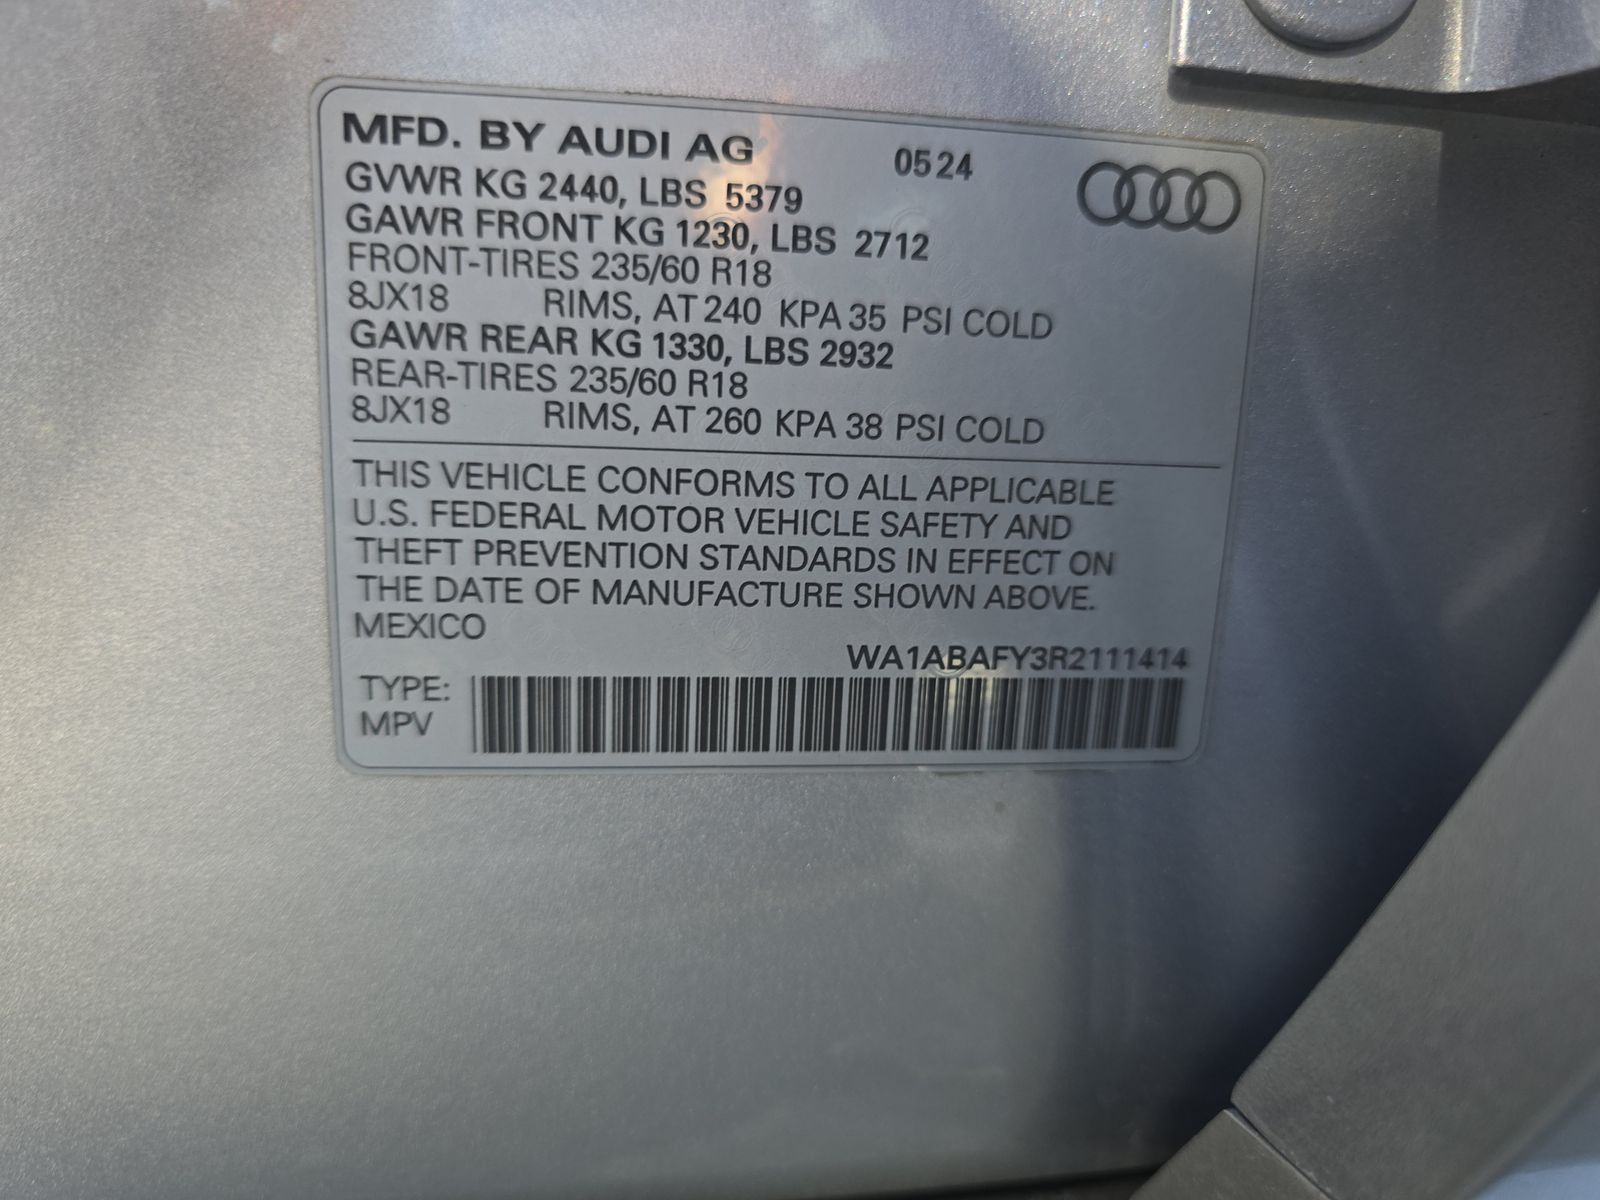 MFD. BY AUDI AG 0524
GVWR KG 2440, LBS 5379
GAWR FRONT KG 1230, LBS 2712
FRONT-TIRES 235/60 R18
8JX18 RIMS, AT 240 KPA 35 PSI COLD
GAWR REAR KG 1330, LBS 2932
REAR-TIRES 235/60 R18
8JX18 RIMS, AT 260 KPA 38 PSI COLD
THIS VEHICLE CONFORMS TO ALL APPLICABLE
U.S. FEDERAL MOTOR VEHICLE SAFETY AND
THEFT PREVENTION STANDARDS IN EFFECT ON
THE DATE OF MANUFACTURE SHOWN ABOVE.
MEXICO
WA1ABAFY3R2111414
TYPE:
MPV